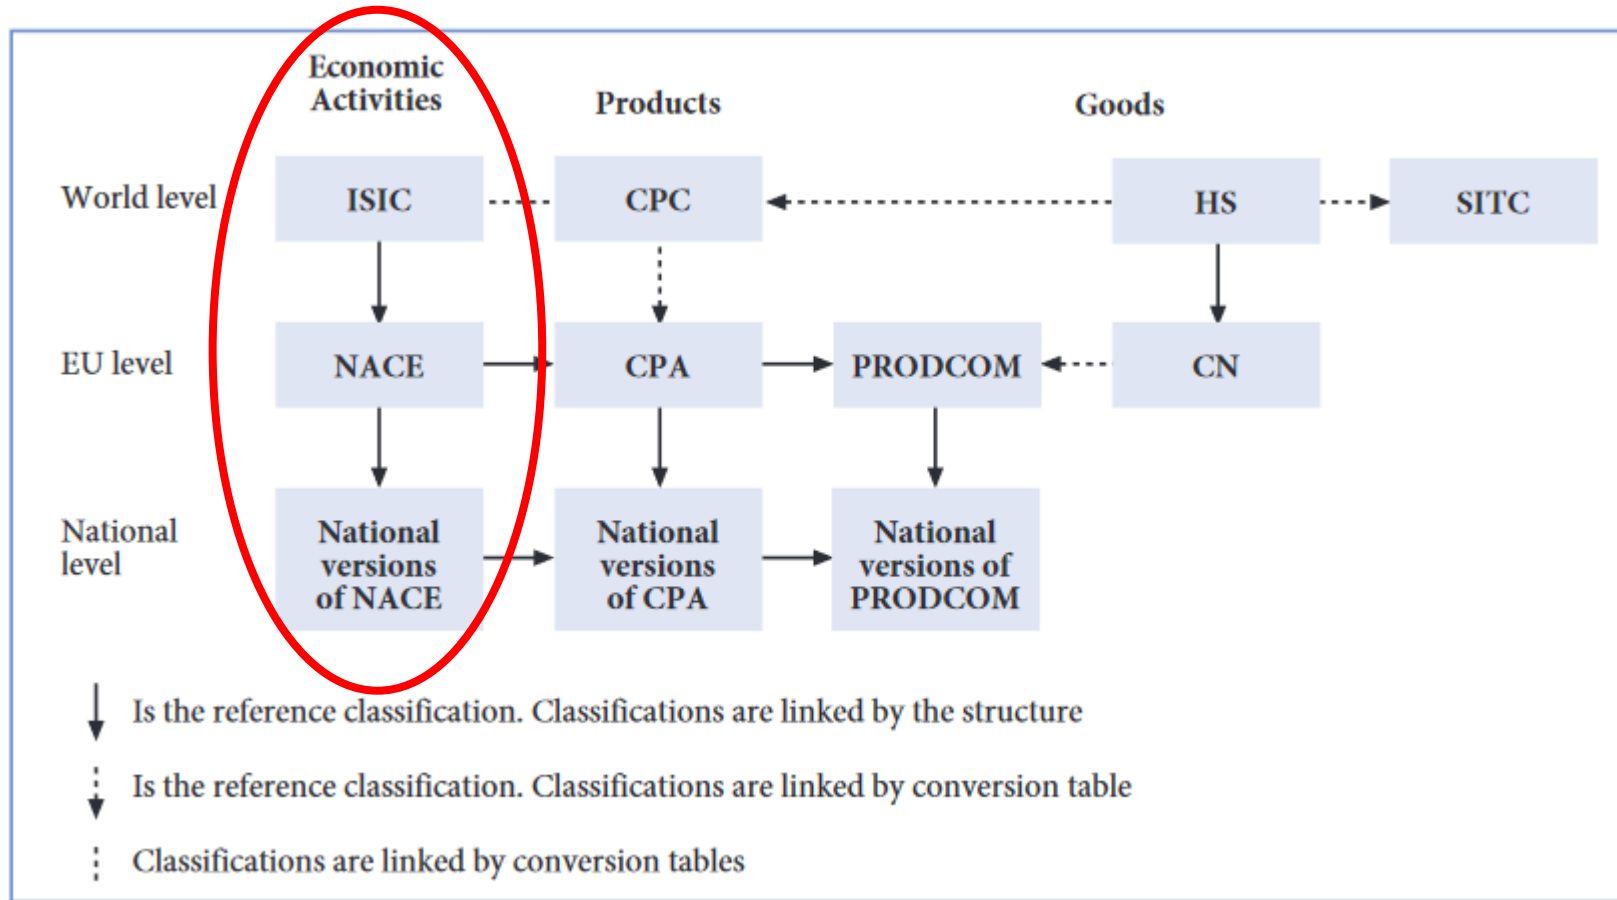 Economic
Activities
Products
Goods
World level
ISIC
CPC
HS
SITC
EU level
NACE
CPA
PRODCOM
CN
National
level
National
versions
of NACE
National
versions
of CPA
National
versions of
PRODCOM
Is the reference classification. Classifications are linked by the structure
Is the reference classification. Classifications are linked by conversion table
Classifications are linked by conversion tables